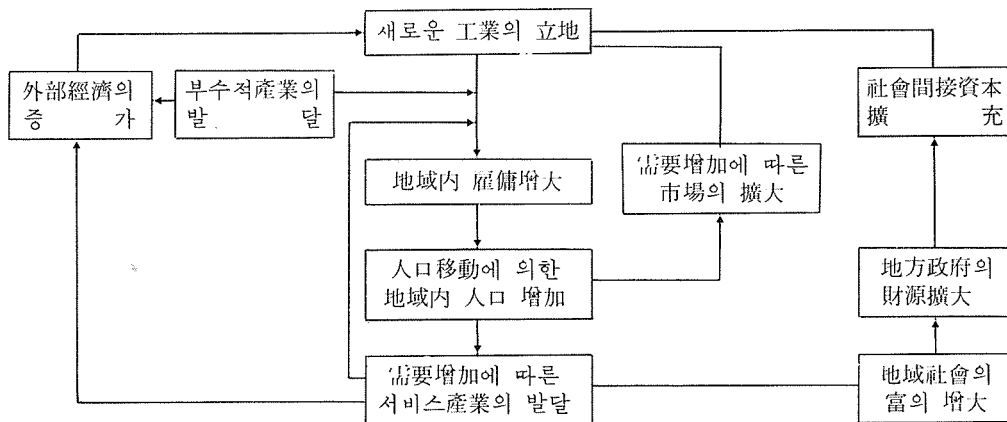 새로운 工業의 立地
外部經濟의
증 가
부수적産業의
발 달
社會間接資本
擴 充
地域内 雇傭增大
需要增加에 따른
市場의 擴大
人口移動에 의한
地域内 人口 增加
地方政府의
財源擴大
需要增加에 따른
서비스産業의 발달
地域社會의
富의 增大